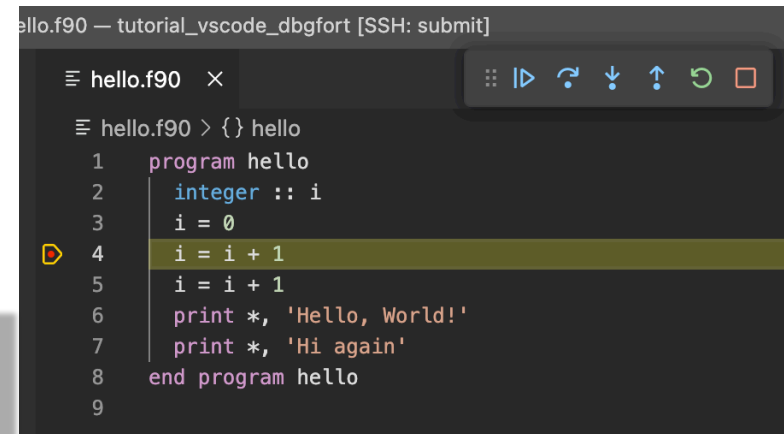 ello.f90 — tutorial_vscode_dbgfort [SSH: submit]
hello.f90
hello.f90 > {} hello
1 program hello
2 integer :: i
3 i = 0
4 i = i + 1
5 i = i + 1
6 print *, 'Hello, World!'
7 print *, 'Hi again'
8 end program hello
9